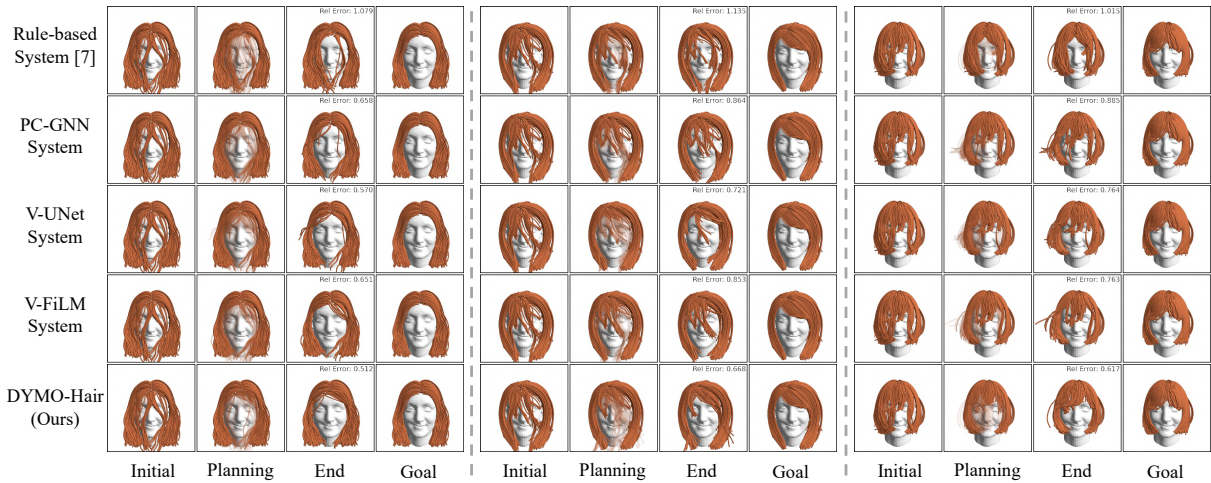 Rule-based
System [7]
Rel Error: 1.079
Rel Error: 1.135
Rel Error: 1.015
PC-GNN
System
Rel Error: 0.658
Rel Error: 0.864
Rel Error: 0.885
V-UNet
System
Rel Error: 0.570
Rel Error: 0.721
Rel Error: 0.764
V-FiLM
System
Rel Error: 0.651
Rel Error: 0.853
Rel Error: 0.763
DYMO-Hair
(Ours)
Rel Error: 0.512
Rel Error: 0.668
Rel Error: 0.617
Initial Planning End Goal Initial Planning End Goal Initial Planning End Goal